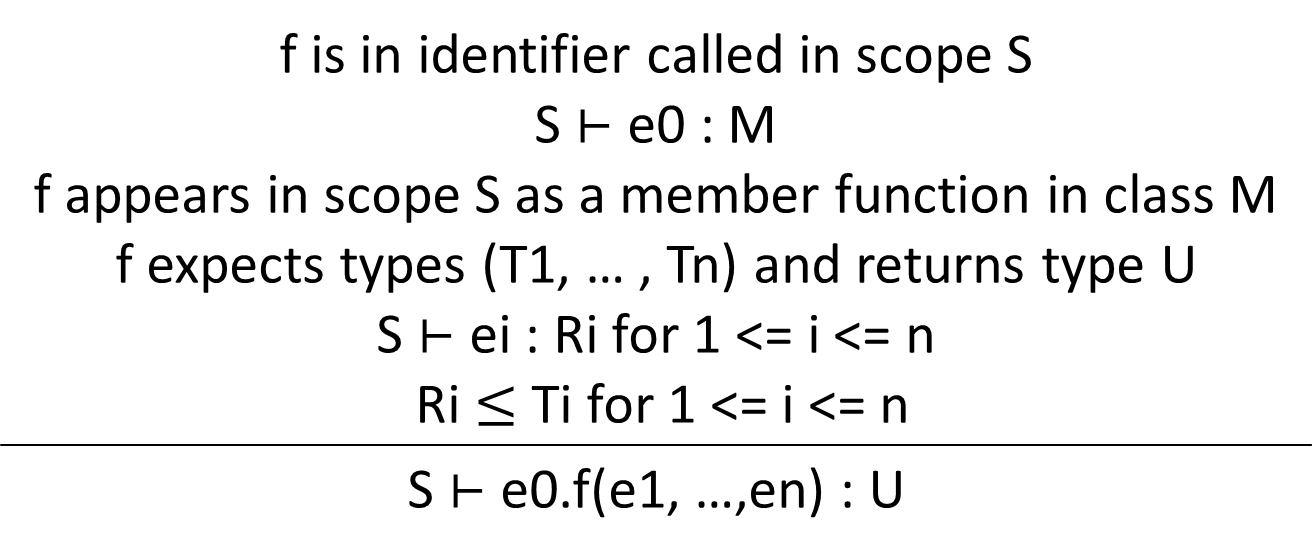 f is in identifier called in scope S
S ⊢ e0 : M
f appears in scope S as a member function in class M
f expects types (T1, … , Tn) and returns type U
S ⊢ ei : Ri for 1 <= i <= n
Ri ≤ Ti for 1 <= i <= n
S ⊢ e0.f(e1, …,en) : U